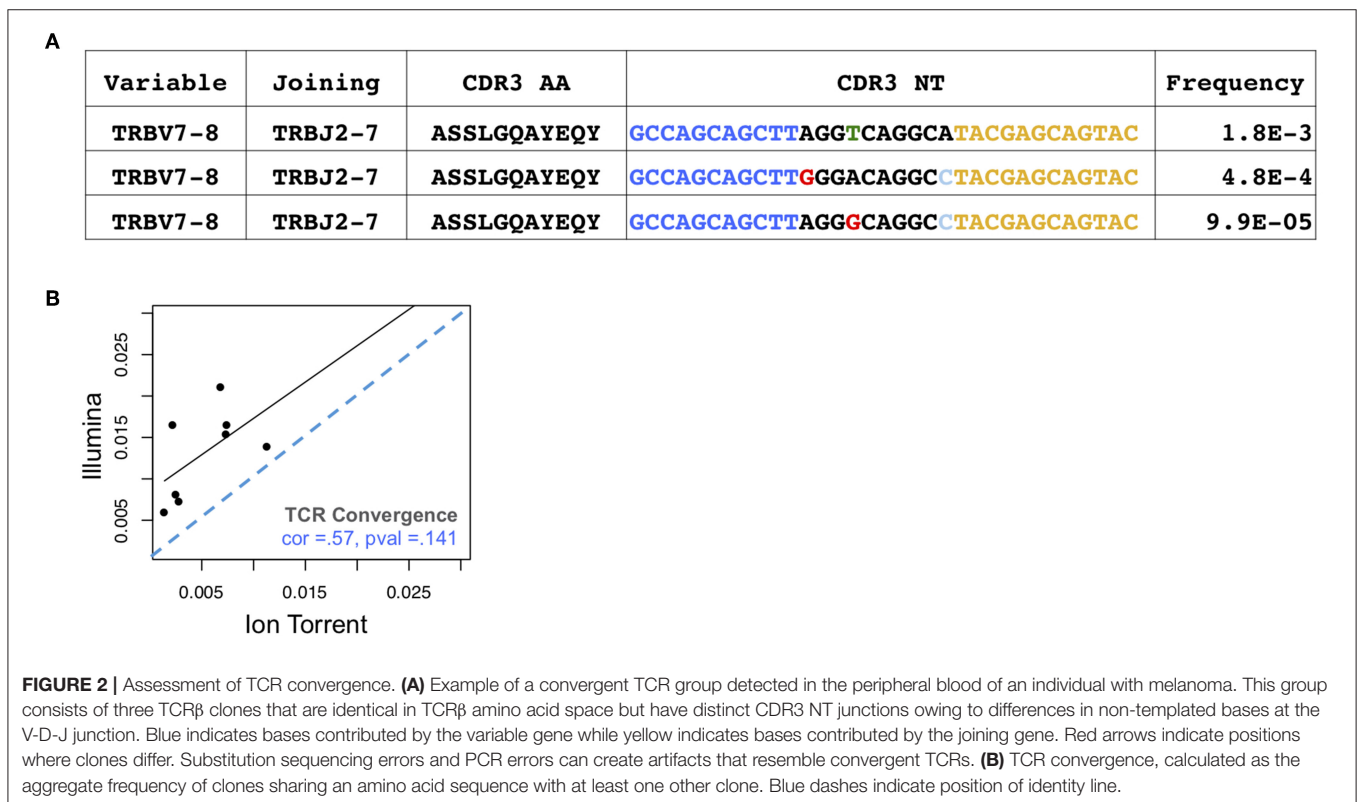 A
Variable Joining CDR3 AA CDR3 NT Frequency
TRBV7-8 TRBJ2-7 ASSLGQAYEQY GCCAGCAGCTTAGGTCAGGCATACGAGCAGTAC 1.8E-3
TRBV7-8 TRBJ2-7 ASSLGQAYEQY GCCAGCAGCTTGGGACAGGCCTACGAGCAGTAC 4.8E-4
TRBV7-8 TRBJ2-7 ASSLGQAYEQY GCCAGCAGCTTAGGGCAGGCCTACGAGCAGTAC 9.9E-05
B
Illumina
0.025
0.015
0.005
TCR Convergence
cor =.57, pval =.141
0.005 0.015 0.025
Ion Torrent
FIGURE 2 | Assessment of TCR convergence. (A) Example of a convergent TCR group detected in the peripheral blood of an individual with melanoma. This group
consists of three TCRβ clones that are identical in TCRβ amino acid space but have distinct CDR3 NT junctions owing to differences in non-templated bases at the
V-D-J junction. Blue indicates bases contributed by the variable gene while yellow indicates bases contributed by the joining gene. Red arrows indicate positions
where clones differ. Substitution sequencing errors and PCR errors can create artifacts that resemble convergent TCRs. (B) TCR convergence, calculated as the
aggregate frequency of clones sharing an amino acid sequence with at least one other clone. Blue dashes indicate position of identity line.